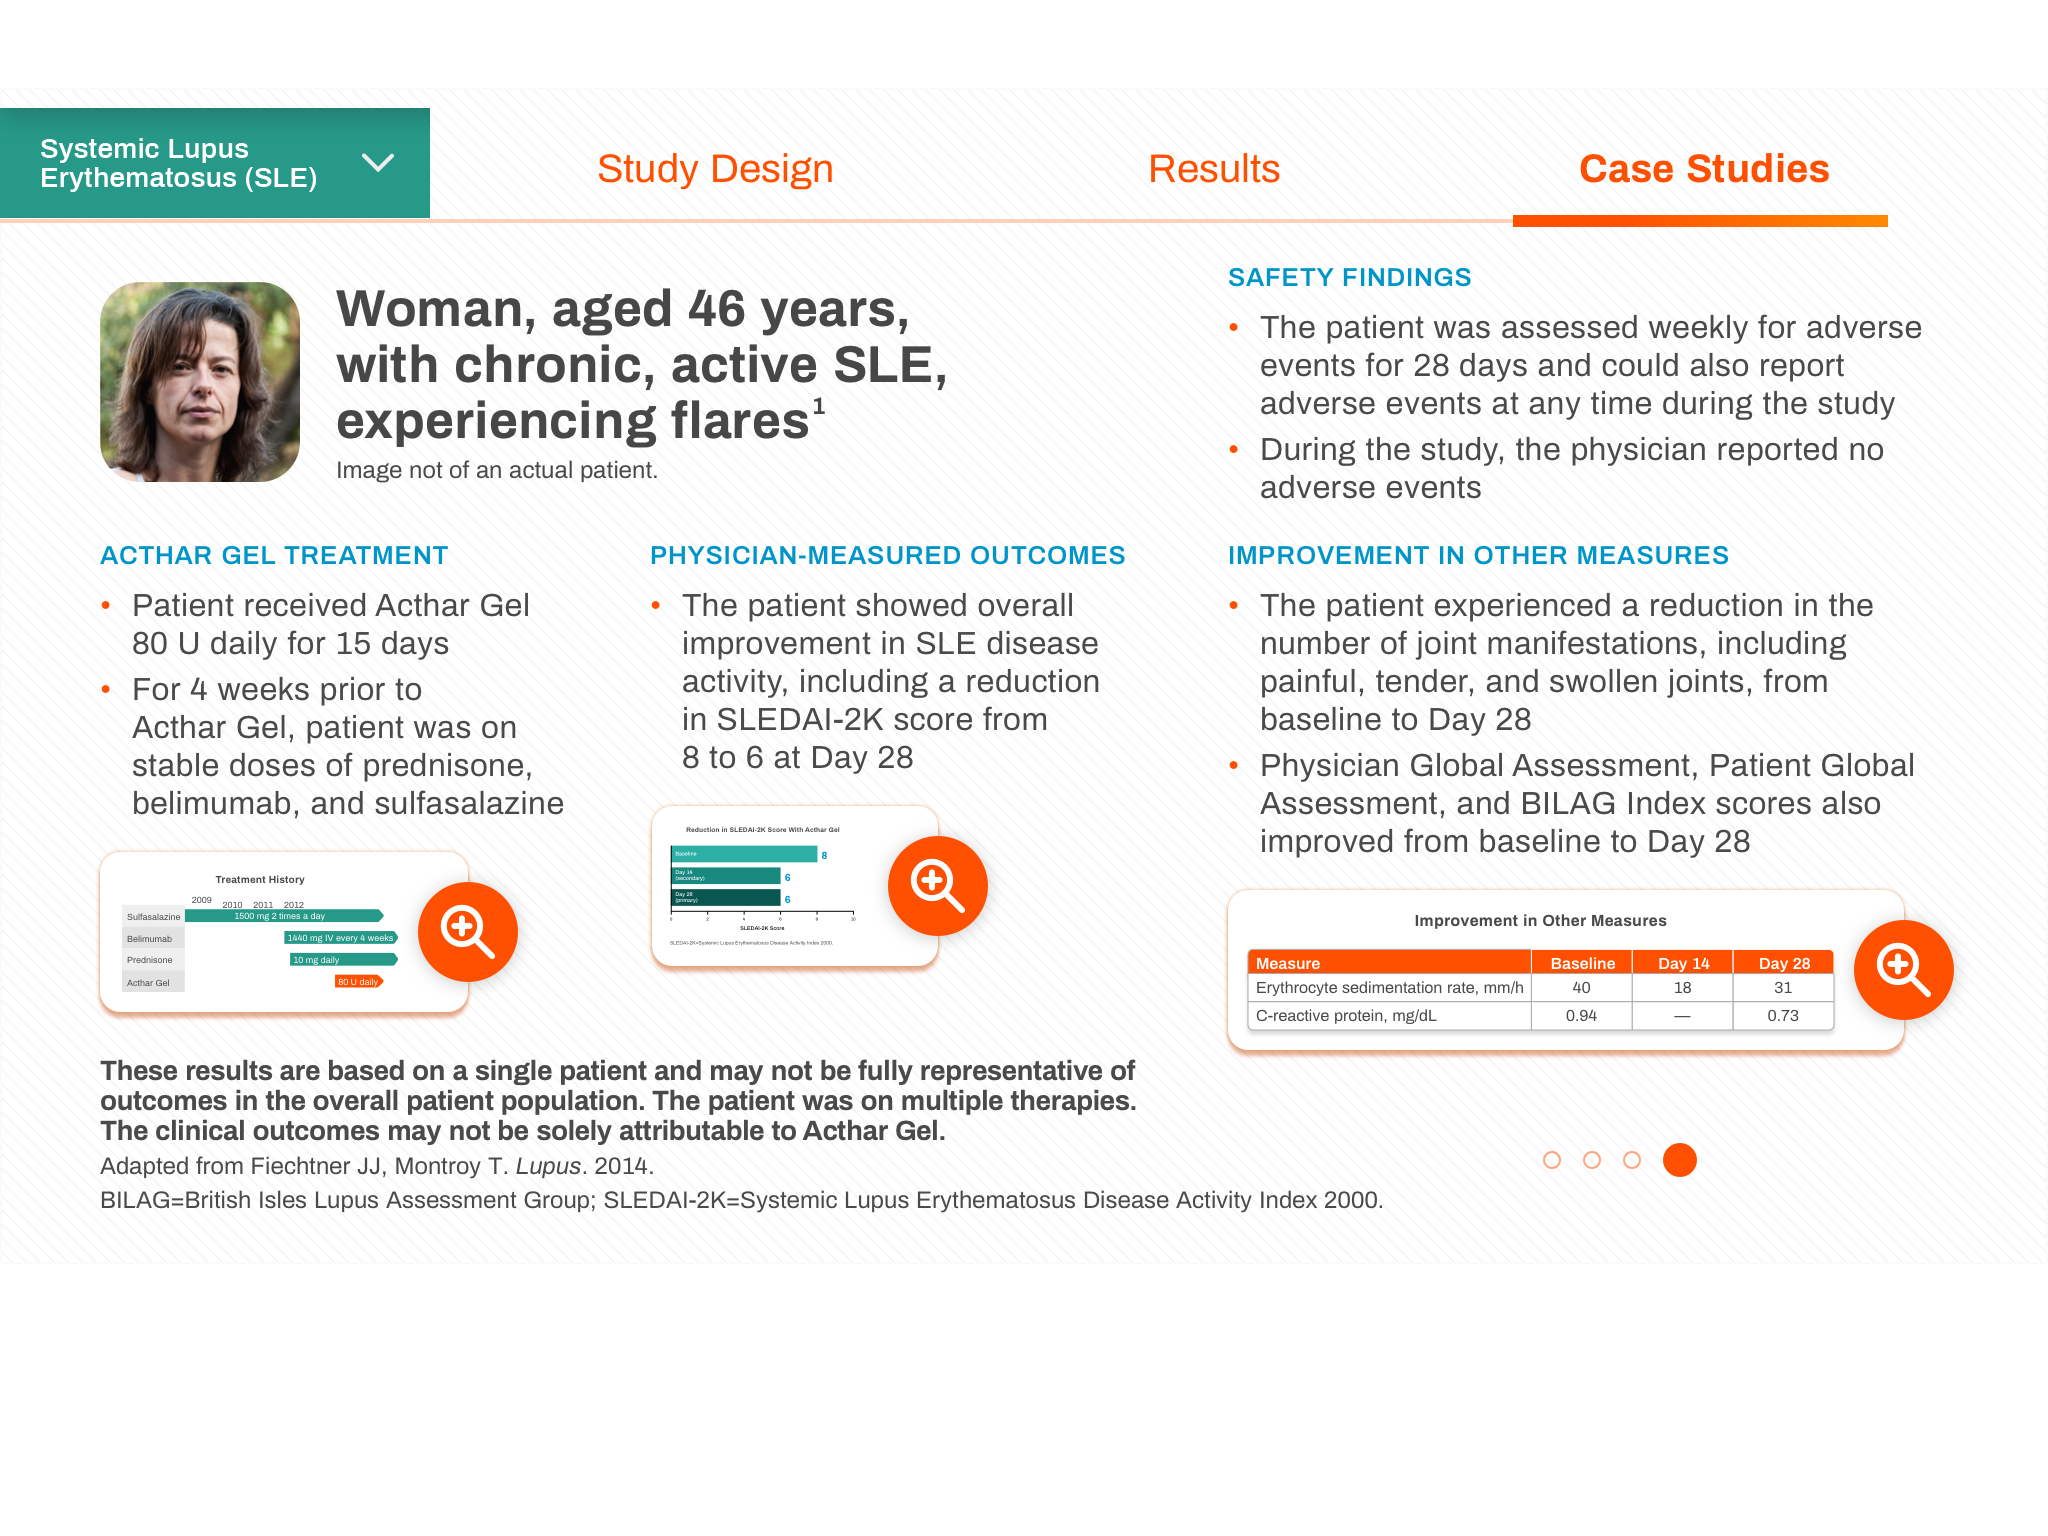 Systemic Lupus
Erythematosus (SLE)
Study Design
Results
Case Studies
Woman, aged 46 years,
with chronic, active SLE,
experiencing flares¹
Image not of an actual patient.
SAFETY FINDINGS
• The patient was assessed weekly for adverse
events for 28 days and could also report
adverse events at any time during the study
• During the study, the physician reported no
adverse events
ACTHAR GEL TREATMENT
• Patient received Acthar Gel
80 U daily for 15 days
• For 4 weeks prior to
Acthar Gel, patient was on
stable doses of prednisone,
belimumab, and sulfasalazine
Treatment History
2009 2010 2011 2012
Sulfasalazine 1500 mg 2 times a day
Belimumab 1440 mg IV every 4 weeks
Prednisone 10 mg daily
Acthar Gel 80 U daily
PHYSICIAN-MEASURED OUTCOMES
• The patient showed overall
improvement in SLE disease
activity, including a reduction
in SLEDAI-2K score from
8 to 6 at Day 28
Reduction in SLEDAI-2K Score With Acthar Gel
Baseline 8
Day 14
(secondary) 6
Day 28
(primary) 6
0 2 4 6 8 10
SLEDAI-2K Score
SLEDAI-2K=Systemic Lupus Erythematosus Disease Activity Index 2000.
IMPROVEMENT IN OTHER MEASURES
• The patient experienced a reduction in the
number of joint manifestations, including
painful, tender, and swollen joints, from
baseline to Day 28
• Physician Global Assessment, Patient Global
Assessment, and BILAG Index scores also
improved from baseline to Day 28
Improvement in Other Measures
Measure Baseline Day 14 Day 28
Erythrocyte sedimentation rate, mm/h 40 18 31
C-reactive protein, mg/dL 0.94 — 0.73
These results are based on a single patient and may not be fully representative of
outcomes in the overall patient population. The patient was on multiple therapies.
The clinical outcomes may not be solely attributable to Acthar Gel.
Adapted from Fiechtner JJ, Montroy T. Lupus. 2014.
BILAG=British Isles Lupus Assessment Group; SLEDAI-2K=Systemic Lupus Erythematosus Disease Activity Index 2000.